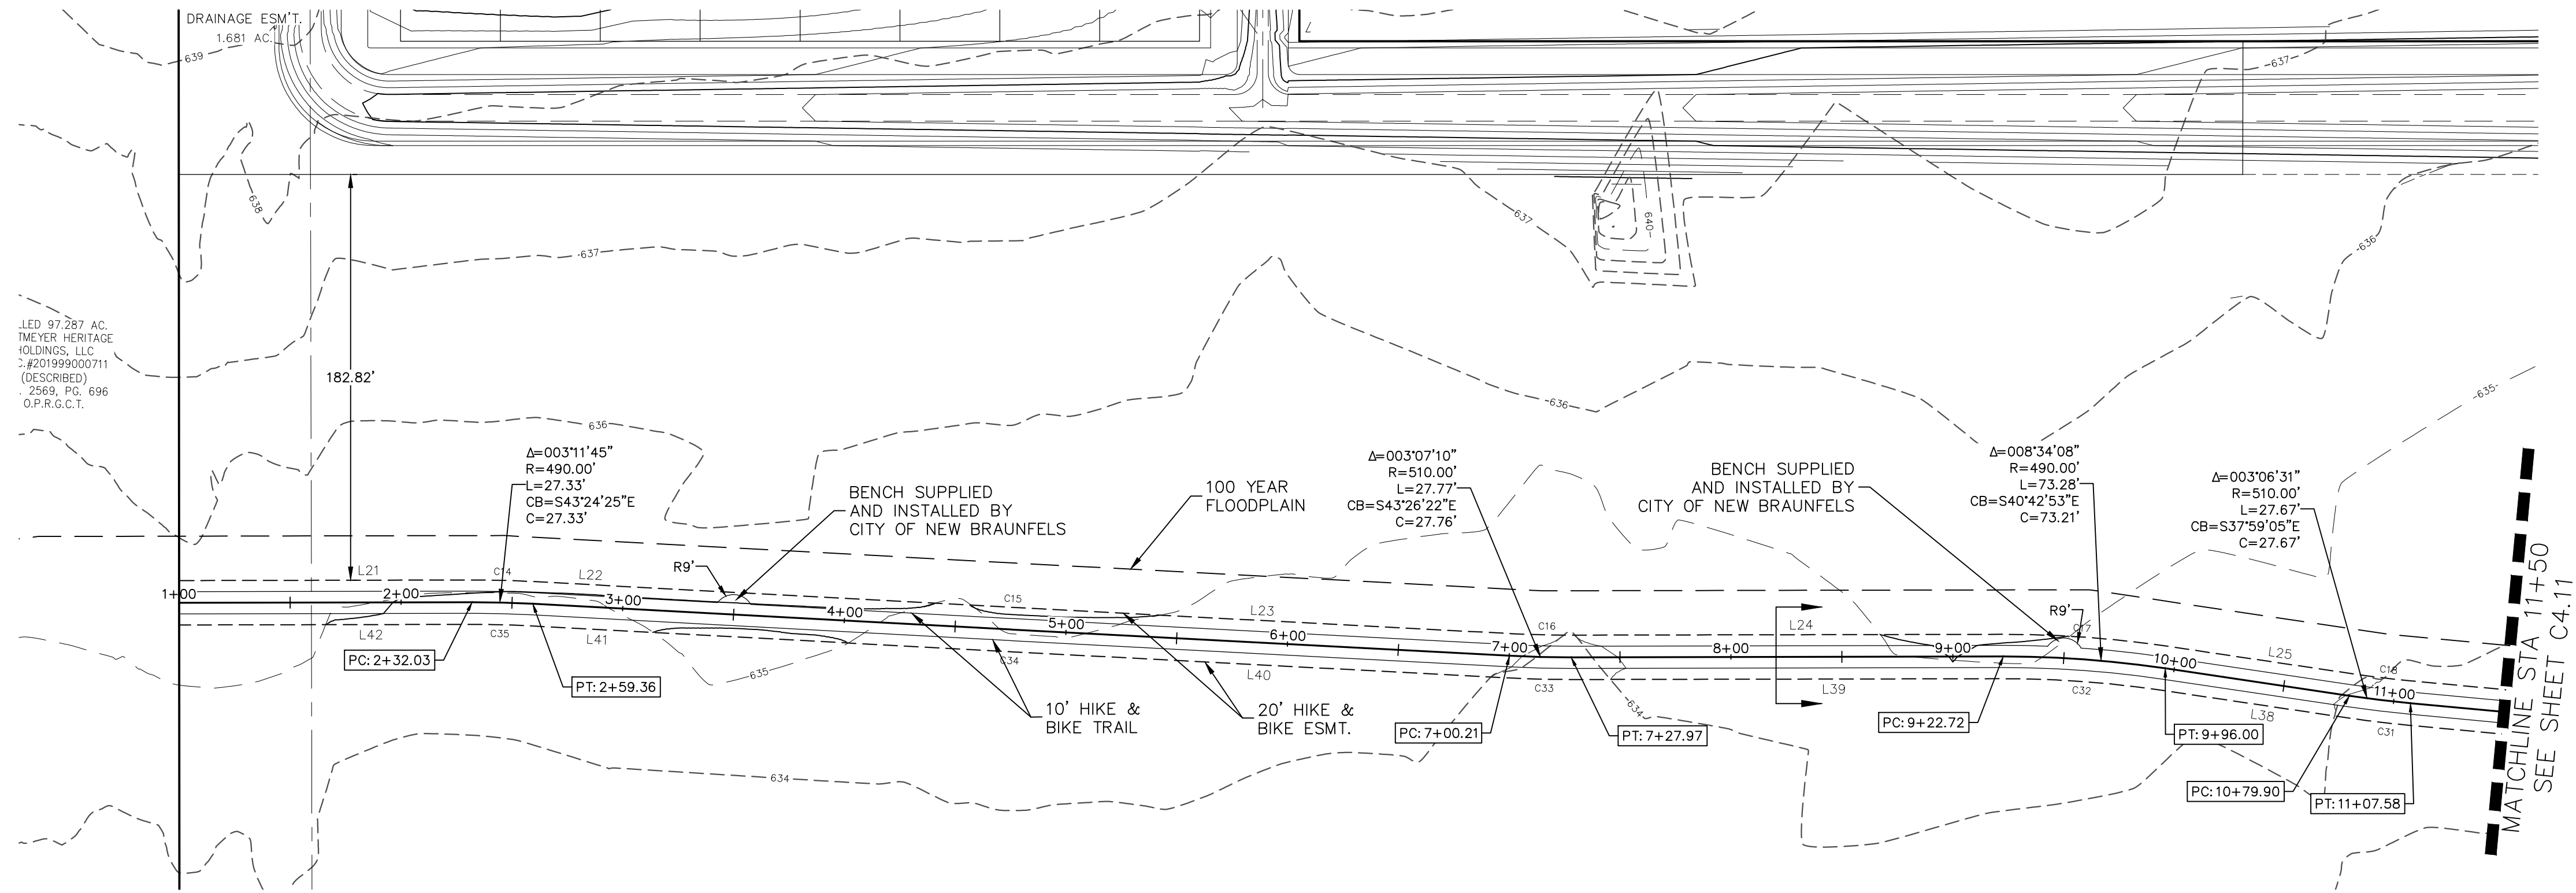 DRAINAGE ESM'T.
1.681 AC.
639
638
637
637
637
640
636
636
636
635
635
634
634
7
LLED 97.287 AC.
TMEYER HERITAGE
HOLDINGS, LLC
C.#201999000711
(DESCRIBED)
. 2569, PG. 696
O.P.R.G.C.T.
182.82'
Δ=003°11'45"
R=490.00'
L=27.33'
CB=S43°24'25"E
C=27.33'
BENCH SUPPLIED
AND INSTALLED BY
CITY OF NEW BRAUNFELS
R9'
100 YEAR
FLOODPLAIN
Δ=003°07'10"
R=510.00'
L=27.77'
CB=S43°26'22"E
C=27.76'
BENCH SUPPLIED
AND INSTALLED BY
CITY OF NEW BRAUNFELS
R9'
Δ=008°34'08"
R=490.00'
L=73.28'
CB=S40°42'53"E
C=73.21'
Δ=003°06'31"
R=510.00'
L=27.67'
CB=S37°59'05"E
C=27.67'
L21
C14
L22
C15
L23
C16
L24
C17
L25
C18
1+00
2+00
3+00
4+00
5+00
6+00
7+00
8+00
9+00
10+00
11+00
L42
C35
L41
C34
L40
C33
L39
C32
L38
C31
PC: 2+32.03
PT: 2+59.36
10' HIKE &
BIKE TRAIL
20' HIKE &
BIKE ESMT.
PC: 7+00.21
PT: 7+27.97
PC: 9+22.72
PT: 9+96.00
PC: 10+79.90
PT: 11+07.58
MATCHLINE STA 11+50
SEE SHEET C4.11